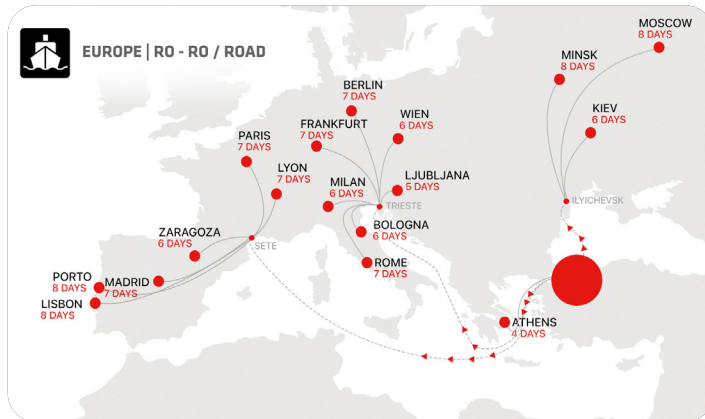 EUROPE | RO - RO / ROAD
MOSCOW
8 DAYS
MINSK
8 DAYS
BERLIN
7 DAYS
KIEV
6 DAYS
WIEN
6 DAYS
FRANKFURT
7 DAYS
PARIS
7 DAYS
LYON
7 DAYS
LJUBLJANA
5 DAYS
MILAN
6 DAYS
TRIESTE
ILYICHEVSK
BOLOGNA
6 DAYS
ZARAGOZA
6 DAYS
SETE
ROME
7 DAYS
PORTO
8 DAYS
MADRID
7 DAYS
LISBON
8 DAYS
ATHENS
4 DAYS